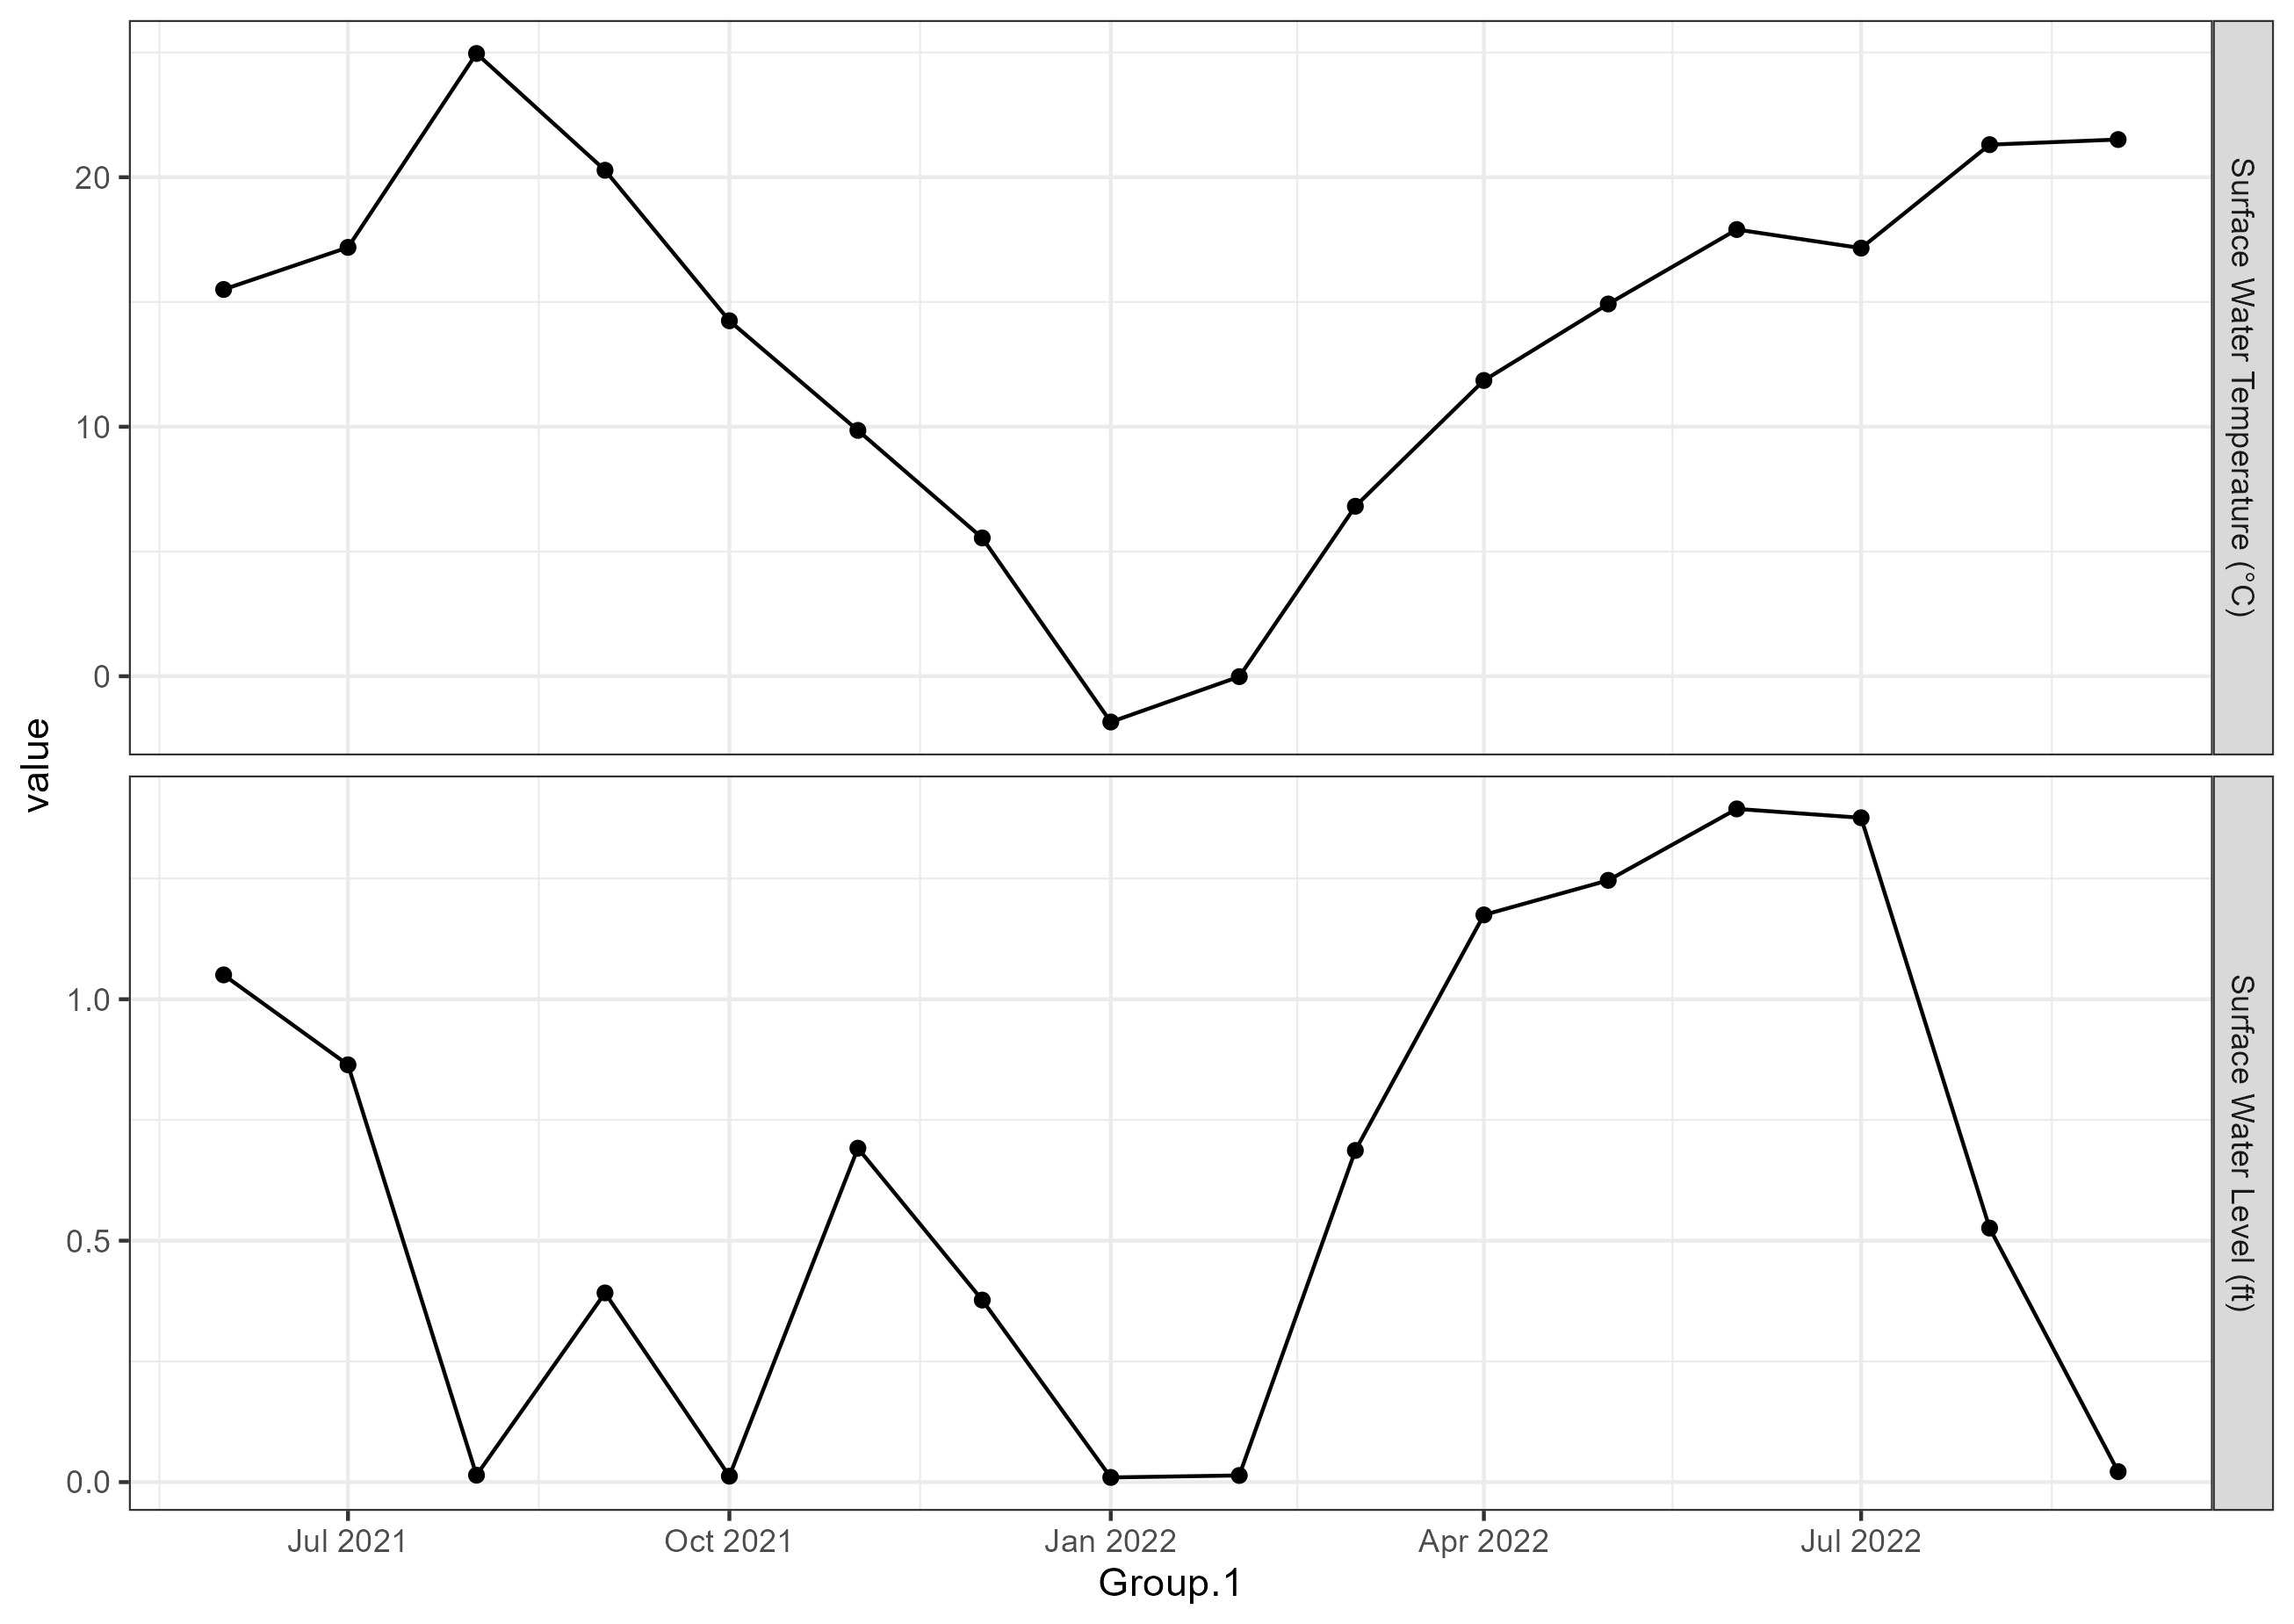 value
20
10
0
Surface Water Temperature (°C)
1.0
0.5
0.0
Surface Water Level (ft)
Jul 2021
Oct 2021
Jan 2022
Apr 2022
Jul 2022
Group.1